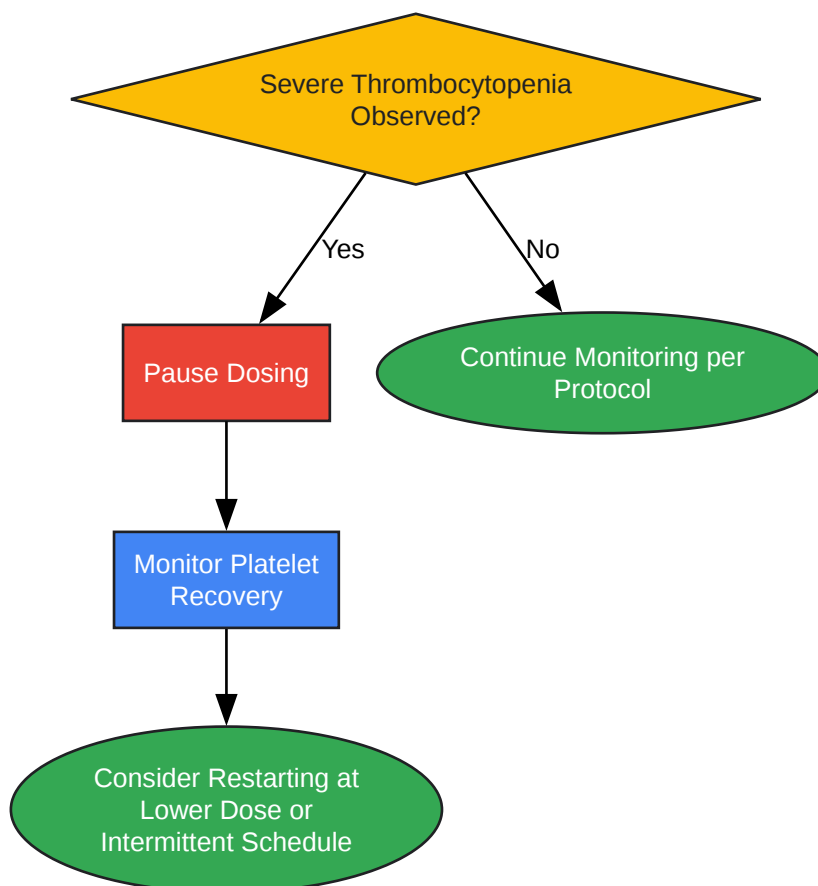 Severe Thrombocytopenia
Observed?
Yes
No
Pause Dosing
Continue Monitoring per
Protocol
Monitor Platelet
Recovery
Consider Restarting at
Lower Dose or
Intermittent Schedule